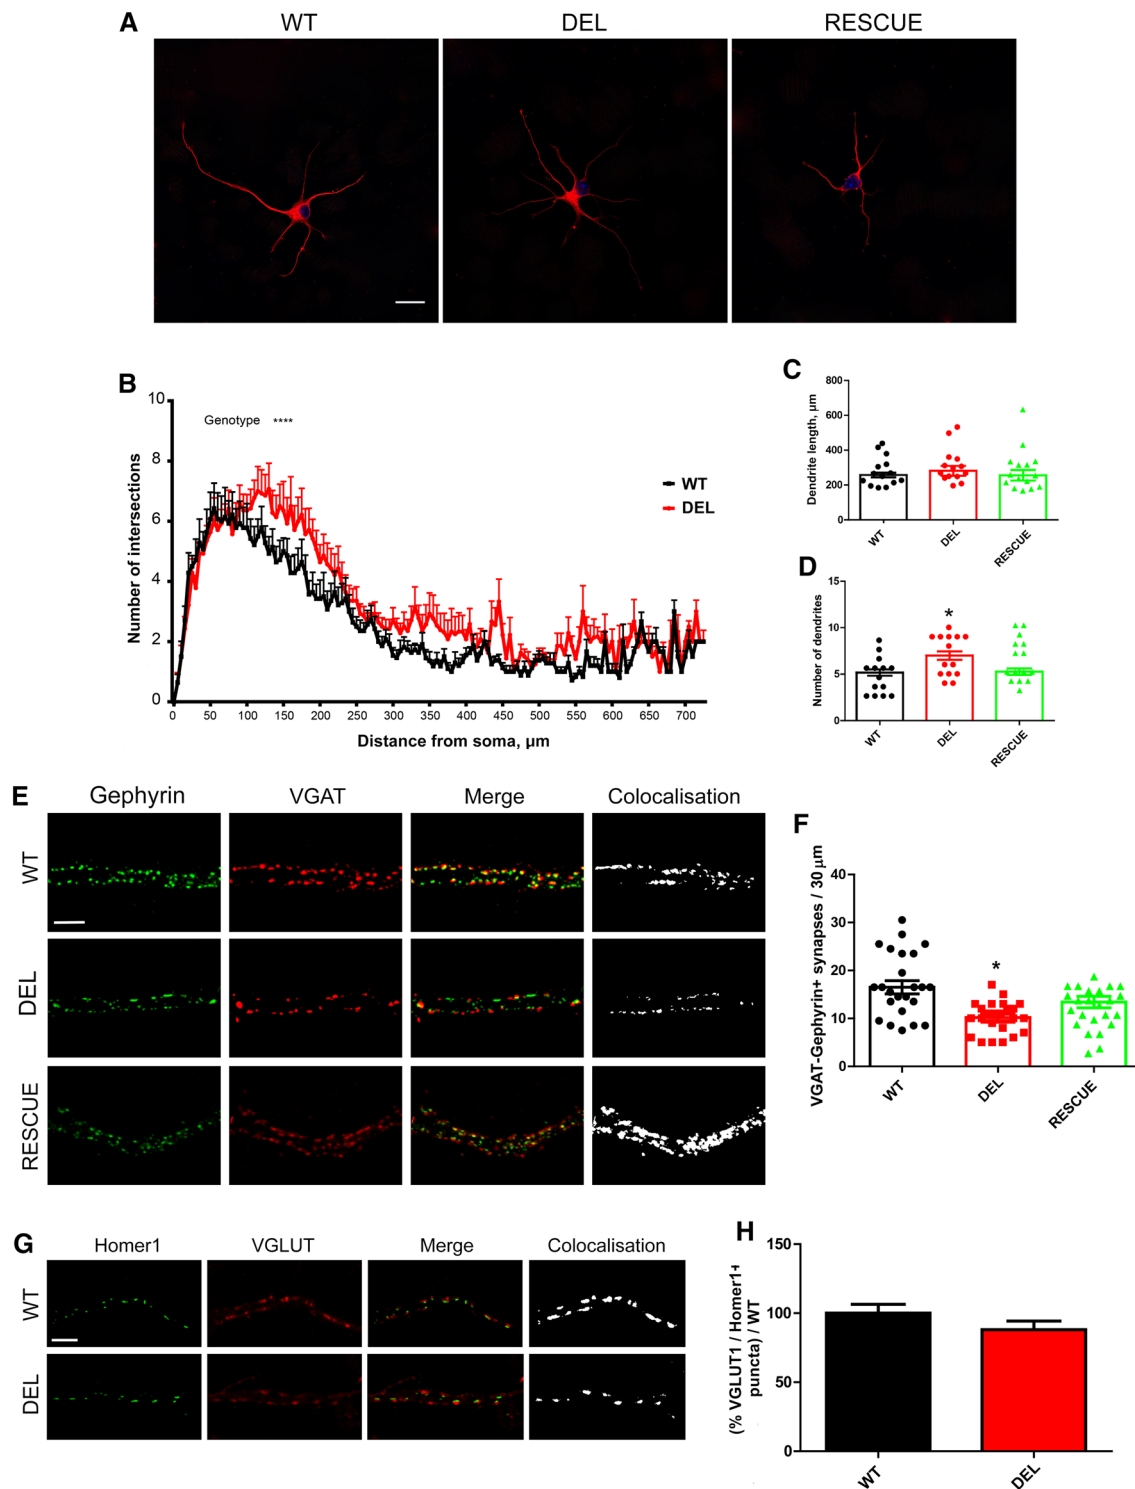 A
WT
DEL
RESCUE
B
Number of intersections
10
8
6
4
2
0
Genotype ****
WT
DEL
0 50 100 150 200 250 300 350 400 450 500 550 600 650 700
Distance from soma, µm
C
Dendrite length, µm
800
600
400
200
0
WT
DEL
RESCUE
D
Number of dendrites
15
10
5
0
*
WT
DEL
RESCUE
E
Gephyrin
VGAT
Merge
Colocalisation
WT
DEL
RESCUE
F
VGAT-Gephyrin+ synapses / 30 µm
40
30
20
10
0
*
WT
DEL
RESCUE
G
Homer1
VGLUT
Merge
Colocalisation
WT
DEL
H
(% VGLUT1 / Homer1+
puncta) / WT
150
100
50
0
WT
DEL